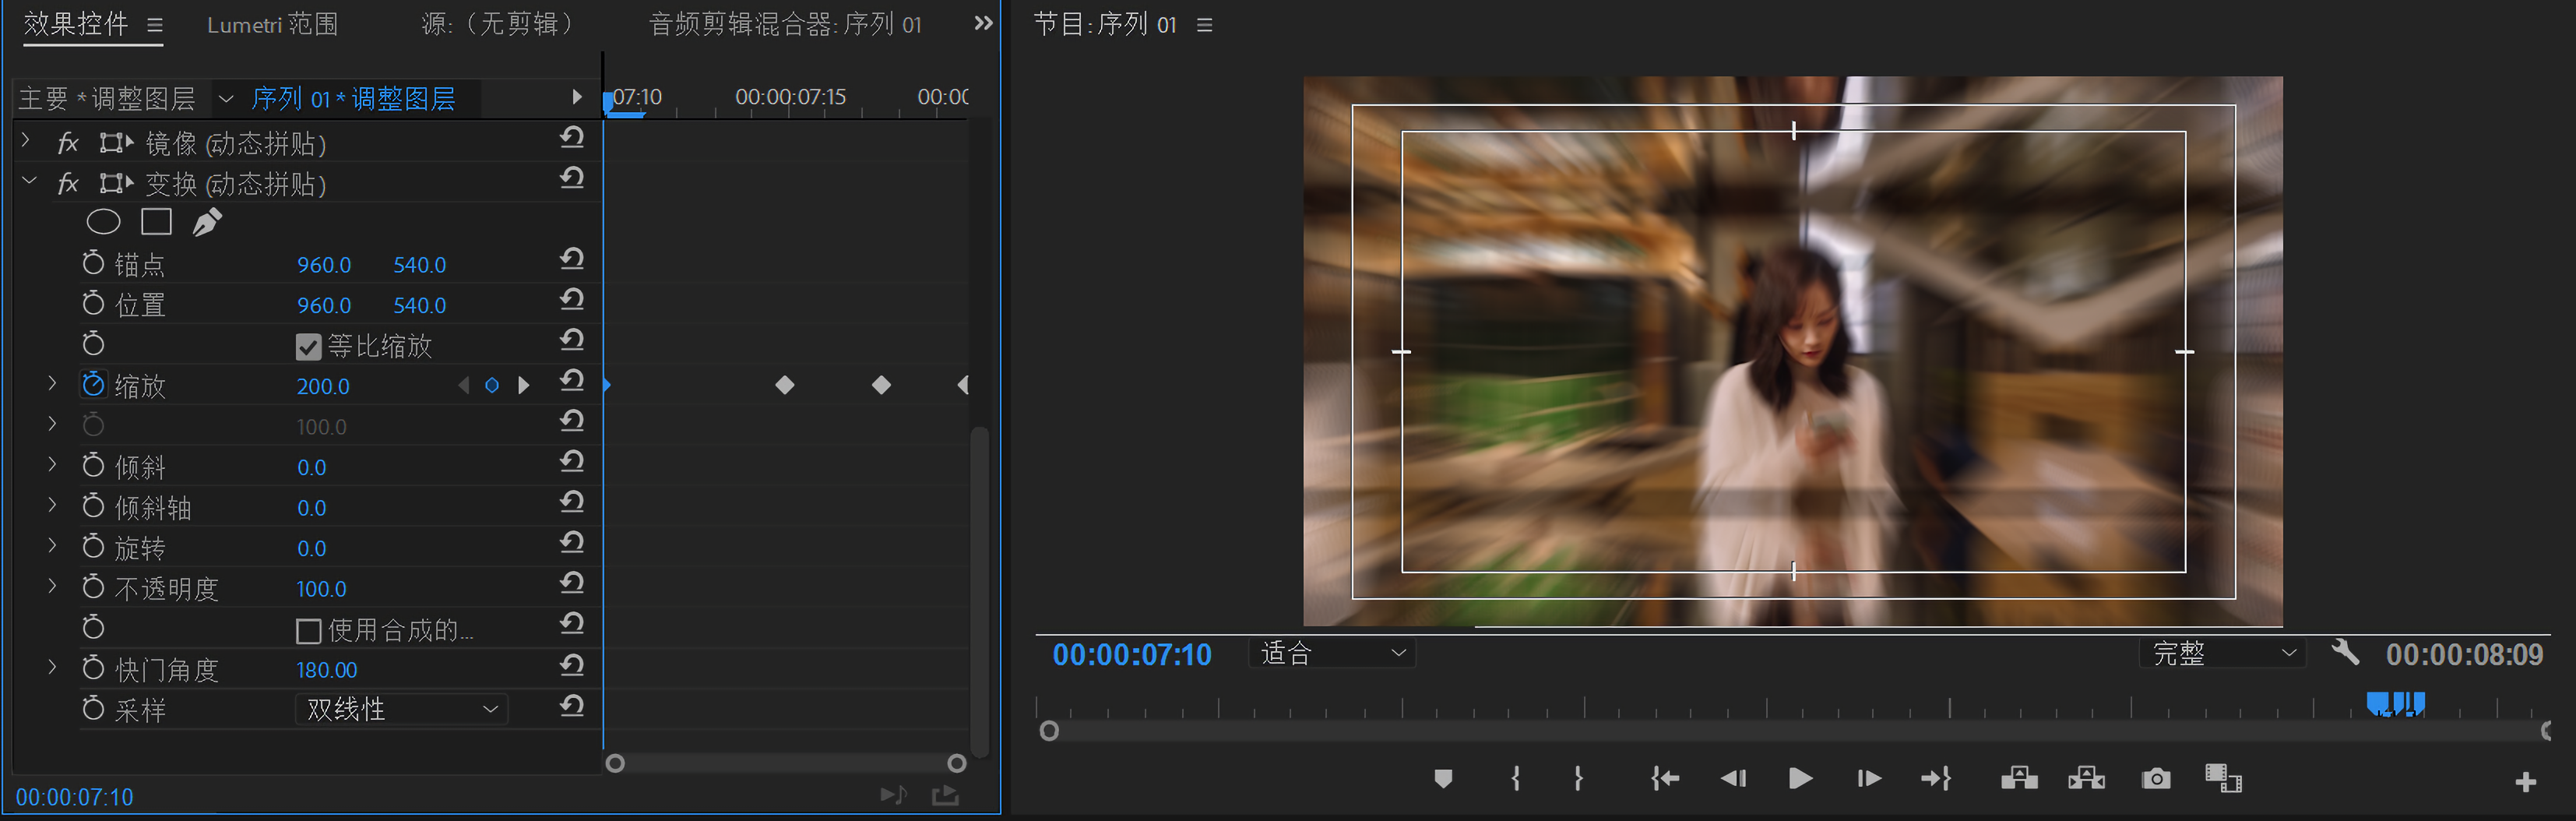 效果控件 Lumetri 范围 源:（无剪辑） 音频剪辑混合器: 序列 01
主要 * 调整图层 序列 01 * 调整图层
07:10 00:00:07:15 00:00
fx 镜像 (动态拼贴)
fx 变换 (动态拼贴)
锚点 960.0 540.0
位置 960.0 540.0
等比缩放
缩放 200.0
100.0
倾斜 0.0
倾斜轴 0.0
旋转 0.0
不透明度 100.0
使用合成的...
快门角度 180.00
采样 双线性
00:00:07:10
节目: 序列 01
00:00:07:10 适合 完整 00:00:08:09